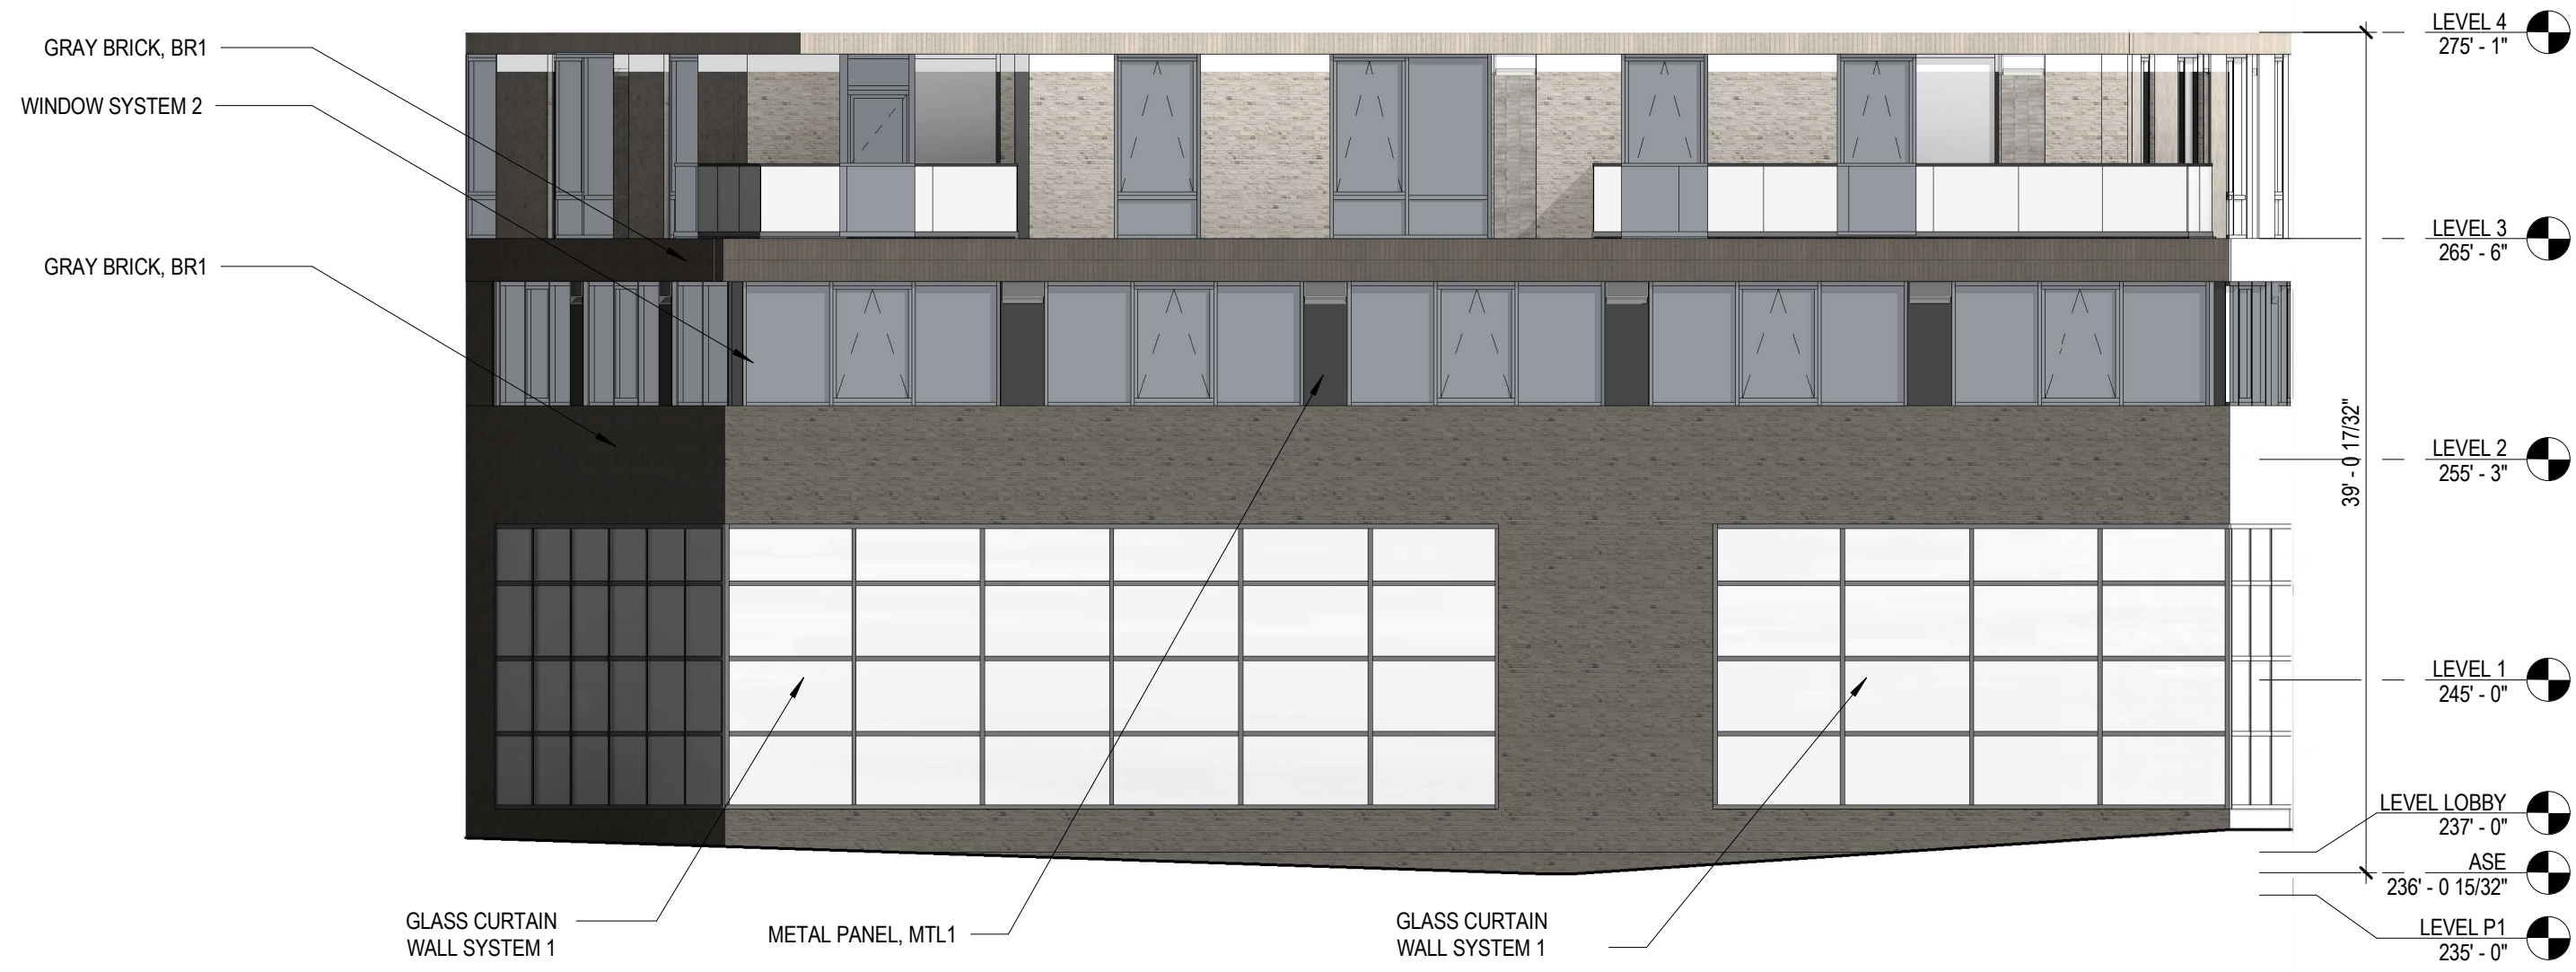 GRAY BRICK, BR1
WINDOW SYSTEM 2
GRAY BRICK, BR1
GLASS CURTAIN
WALL SYSTEM 1
METAL PANEL, MTL1
GLASS CURTAIN
WALL SYSTEM 1
39' - 0 17/32"
LEVEL 4
275' - 1"
LEVEL 3
265' - 6"
LEVEL 2
255' - 3"
LEVEL 1
245' - 0"
LEVEL LOBBY
237' - 0"
ASE
236' - 0 15/32"
LEVEL P1
235' - 0"